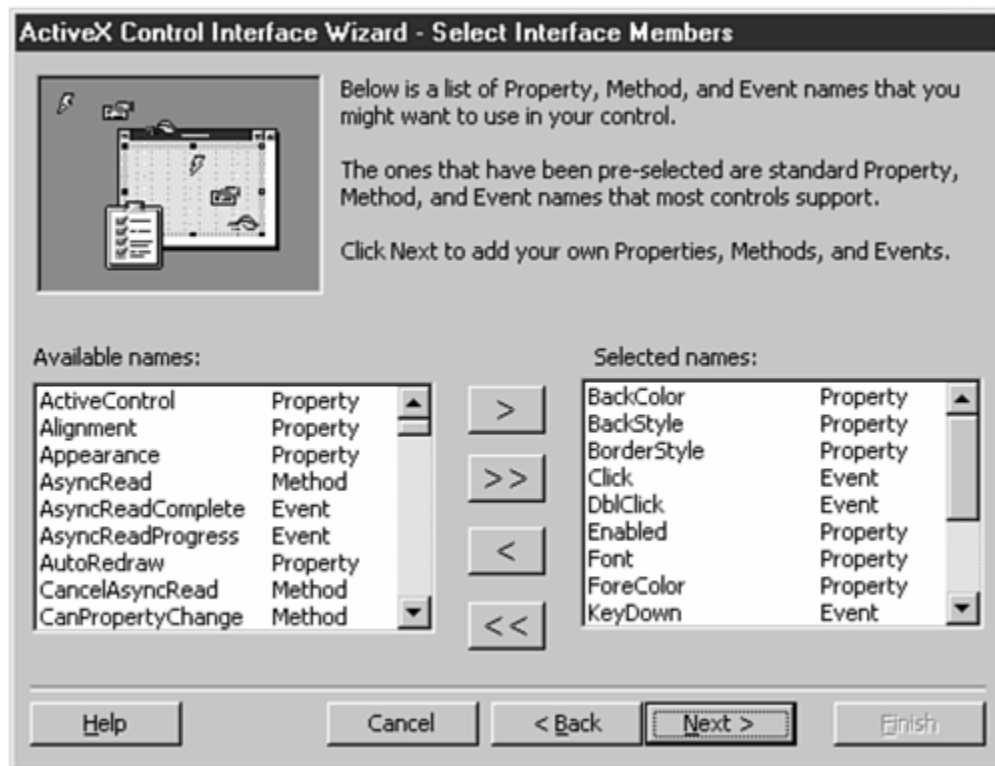 ActiveX Control Interface Wizard - Select Interface Members
Below is a list of Property, Method, and Event names that you
might want to use in your control.
The ones that have been pre-selected are standard Property,
Method, and Event names that most controls support.
Click Next to add your own Properties, Methods, and Events.
Available names:
ActiveControl Property
Alignment Property
Appearance Property
AsyncRead Method
AsyncReadComplete Event
AsyncReadProgress Event
AutoRedraw Property
CancelAsyncRead Method
CanPropertyChange Method
>
>>
<
<<
Selected names:
BackColor Property
BackStyle Property
BorderStyle Property
Click Event
DblClick Event
Enabled Property
Font Property
ForeColor Property
KeyDown Event
Help Cancel < Back Next > Finish